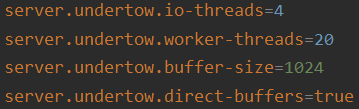 server.undertow.io-threads=4
server.undertow.worker-threads=20
server.undertow.buffer-size=1024
server.undertow.direct-buffers=true